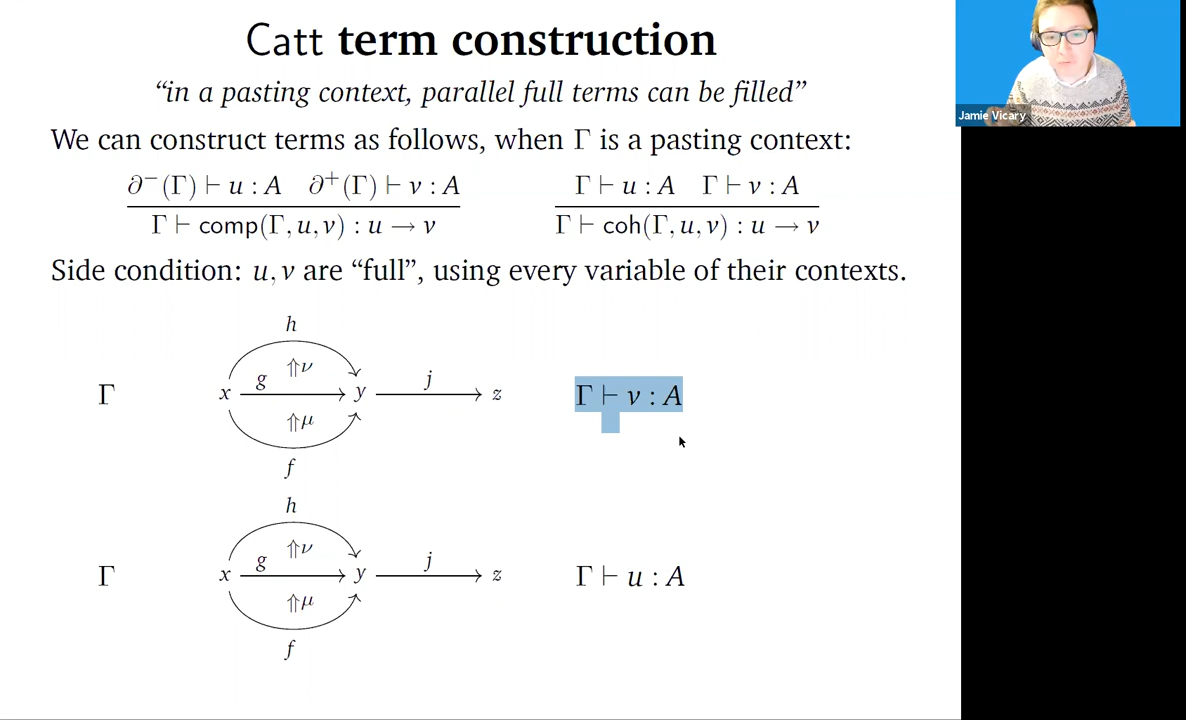 Catt term construction
“in a pasting context, parallel full terms can be filled”
We can construct terms as follows, when Γ is a pasting context:
∂⁻(Γ) ⊢ u : A ∂⁺(Γ) ⊢ v : A
Γ ⊢ comp(Γ, u, v) : u → v
Γ ⊢ u : A Γ ⊢ v : A
Γ ⊢ coh(Γ, u, v) : u → v
Side condition: u, v are “full”, using every variable of their contexts.
h
⇑ν
Γ x g y j z Γ ⊢ v : A
⇑μ
f
h
⇑ν
Γ x g y j z Γ ⊢ u : A
⇑μ
f
Jamie Vicary